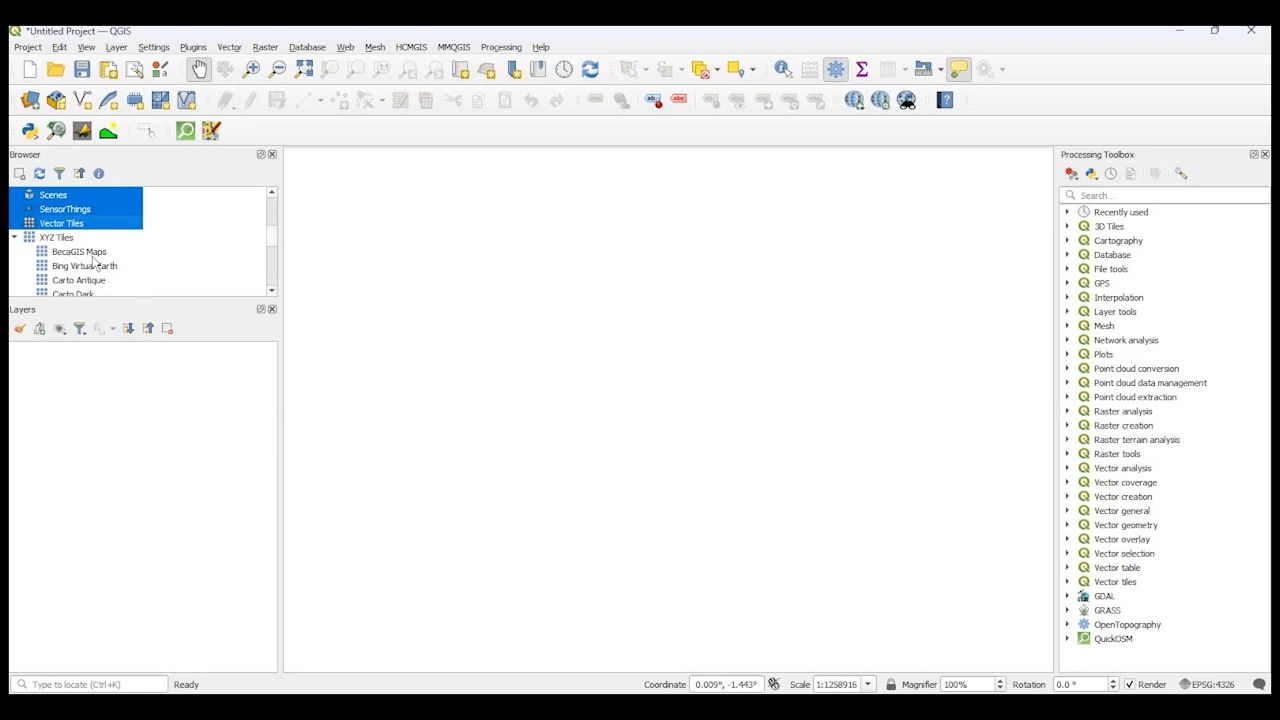 *Untitled Project — QGIS
Project Edit View Layer Settings Plugins Vector Raster Database Web Mesh HCMGIS MMQGIS Processing Help
Browser
Scenes
SensorThings
Vector Tiles
XYZ Tiles
BecaGIS Maps
Bing VirtualEarth
Carto Antique
Carto Dark
Layers
Processing Toolbox
Search...
Recently used
3D Tiles
Cartography
Database
File tools
GPS
Interpolation
Layer tools
Mesh
Network analysis
Plots
Point cloud conversion
Point cloud data management
Point cloud extraction
Raster analysis
Raster creation
Raster terrain analysis
Raster tools
Vector analysis
Vector coverage
Vector creation
Vector general
Vector geometry
Vector overlay
Vector selection
Vector table
Vector tiles
GDAL
GRASS
OpenTopography
QuickOSM
Type to locate (Ctrl+K) Ready Coordinate 0.009°, -1.443° Scale 1:1258916 Magnifier 100% Rotation 0.0 ° Render EPSG:4326